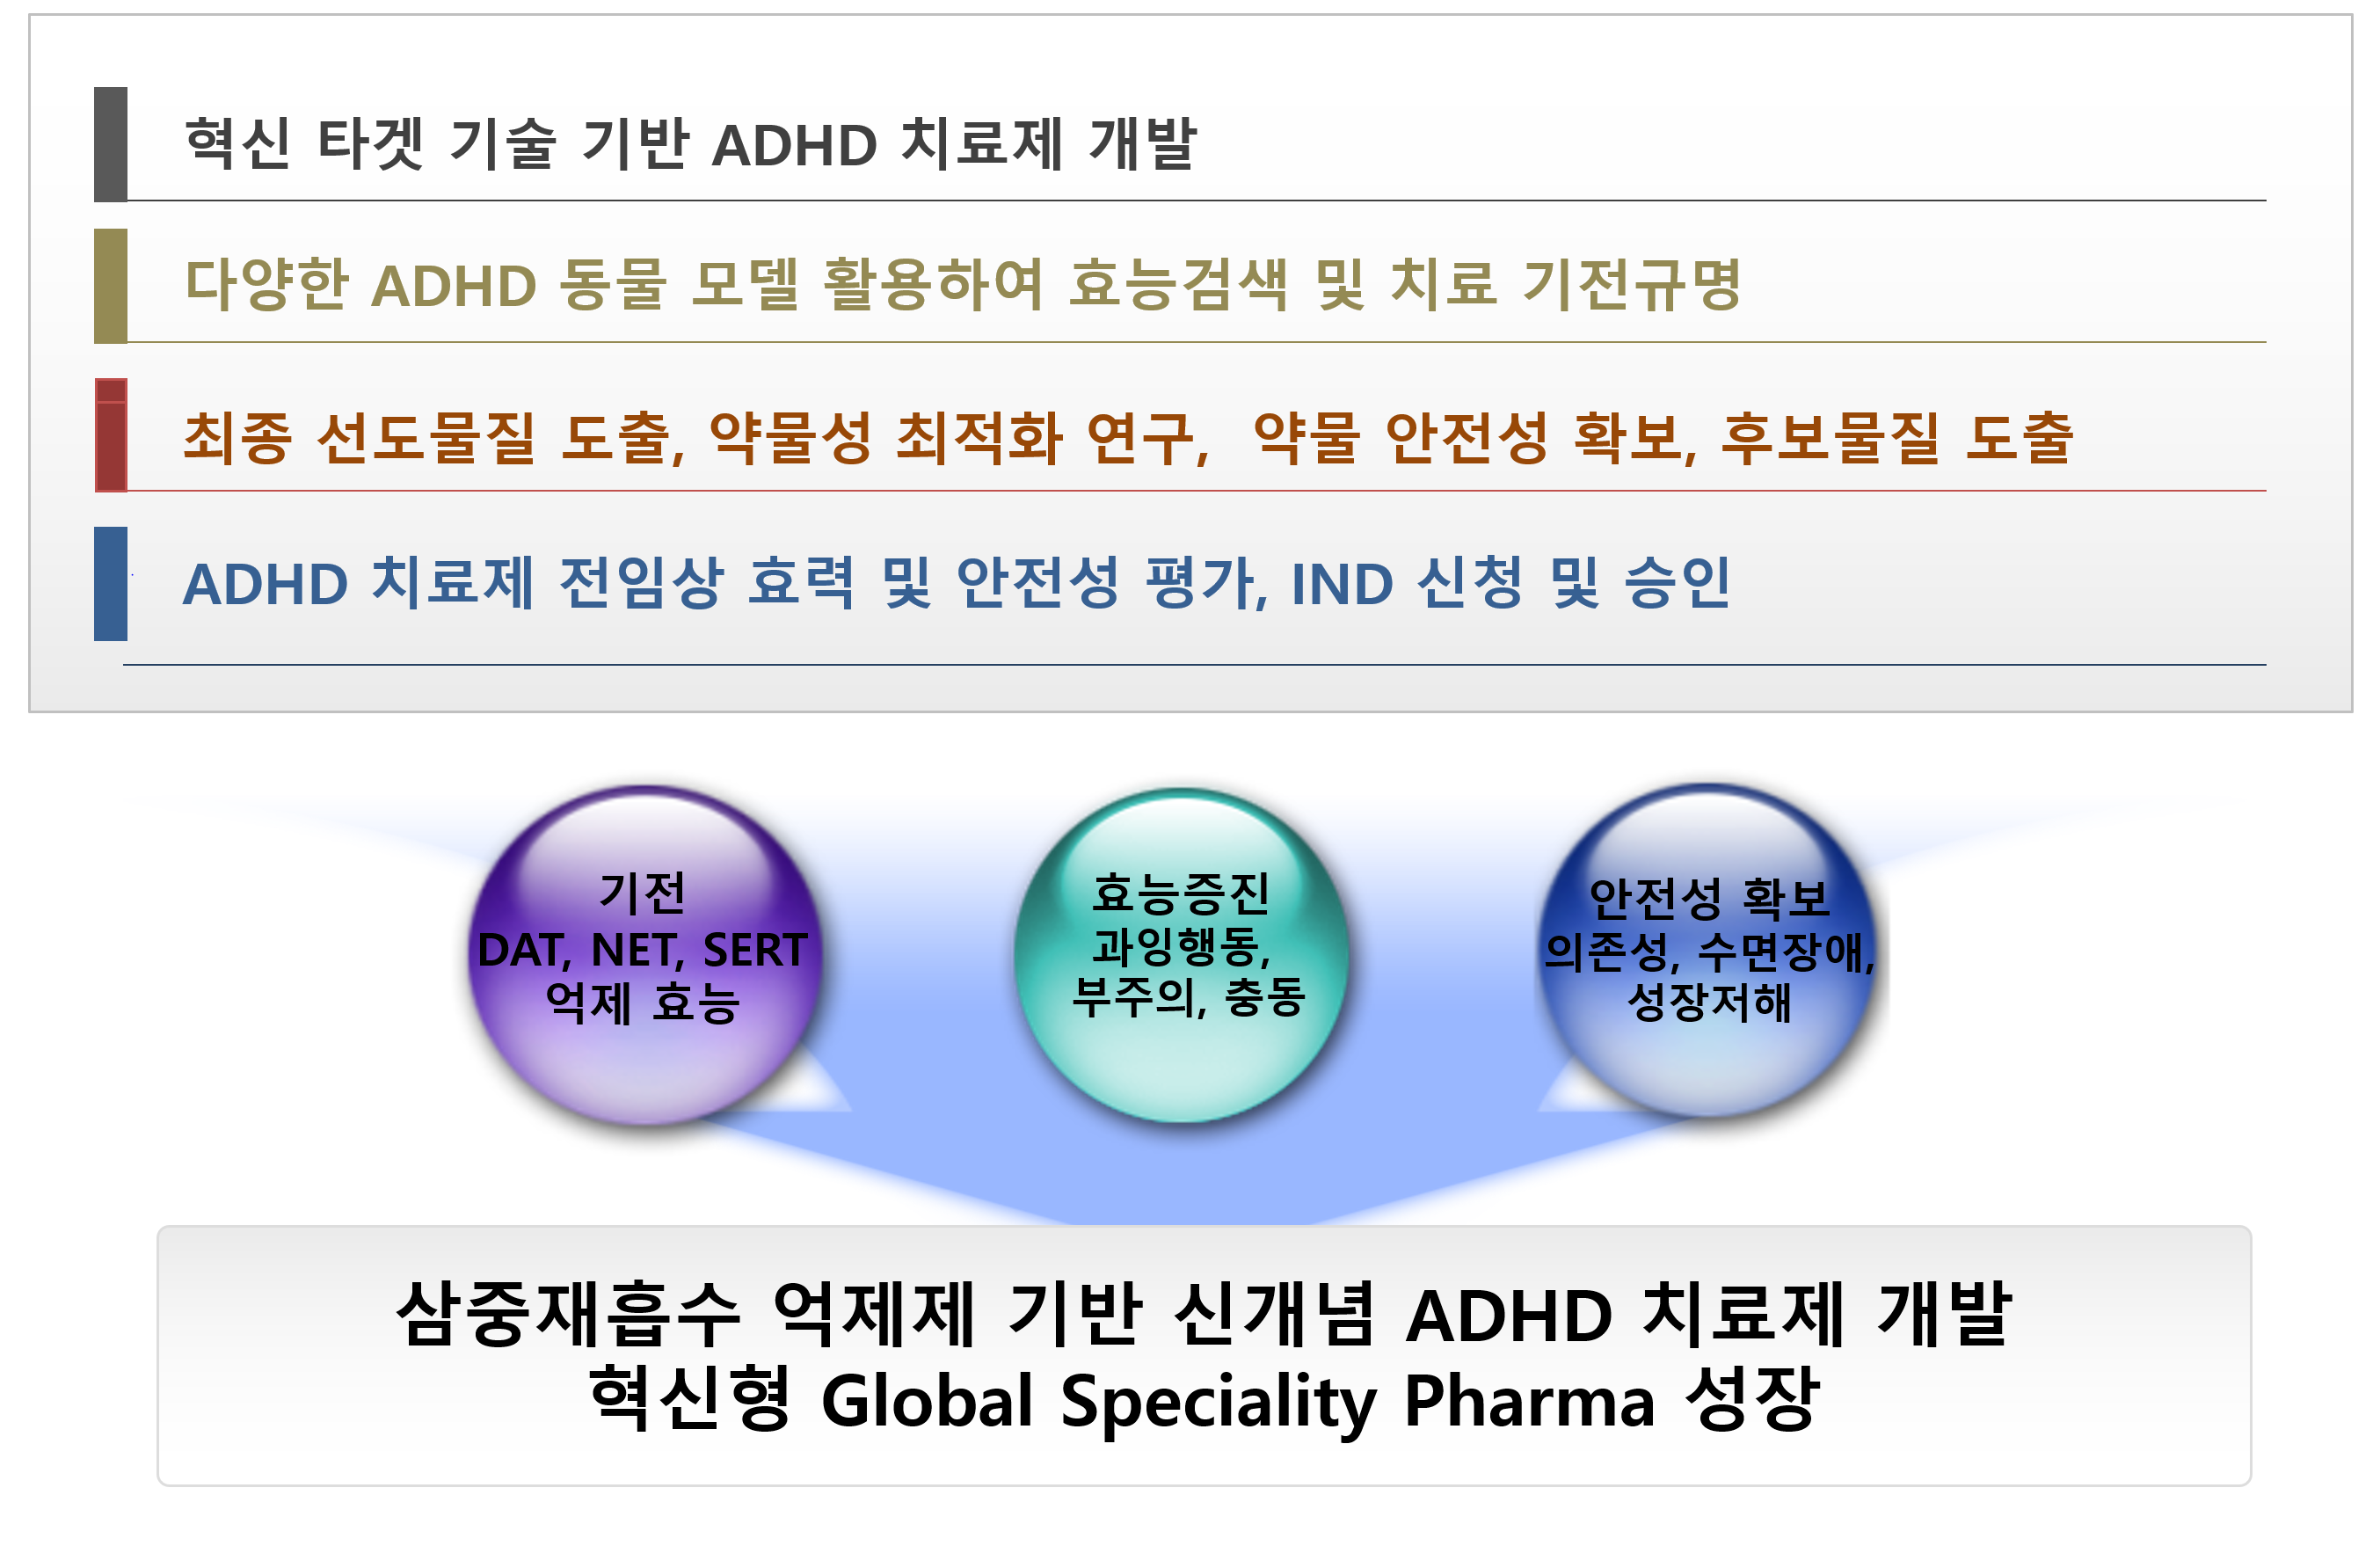 혁신 타겟 기술 기반 ADHD 치료제 개발
다양한 ADHD 동물 모델 활용하여 효능검색 및 치료 기전규명
최종 선도물질 도출, 약물성 최적화 연구, 약물 안전성 확보, 후보물질 도출
ADHD 치료제 전임상 효력 및 안전성 평가, IND 신청 및 승인
기전
DAT, NET, SERT
억제 효능
효능증진
과잉행동,
부주의, 충동
안전성 확보
의존성, 수면장애,
성장저해
삼중재흡수 억제제 기반 신개념 ADHD 치료제 개발
혁신형 Global Speciality Pharma 성장